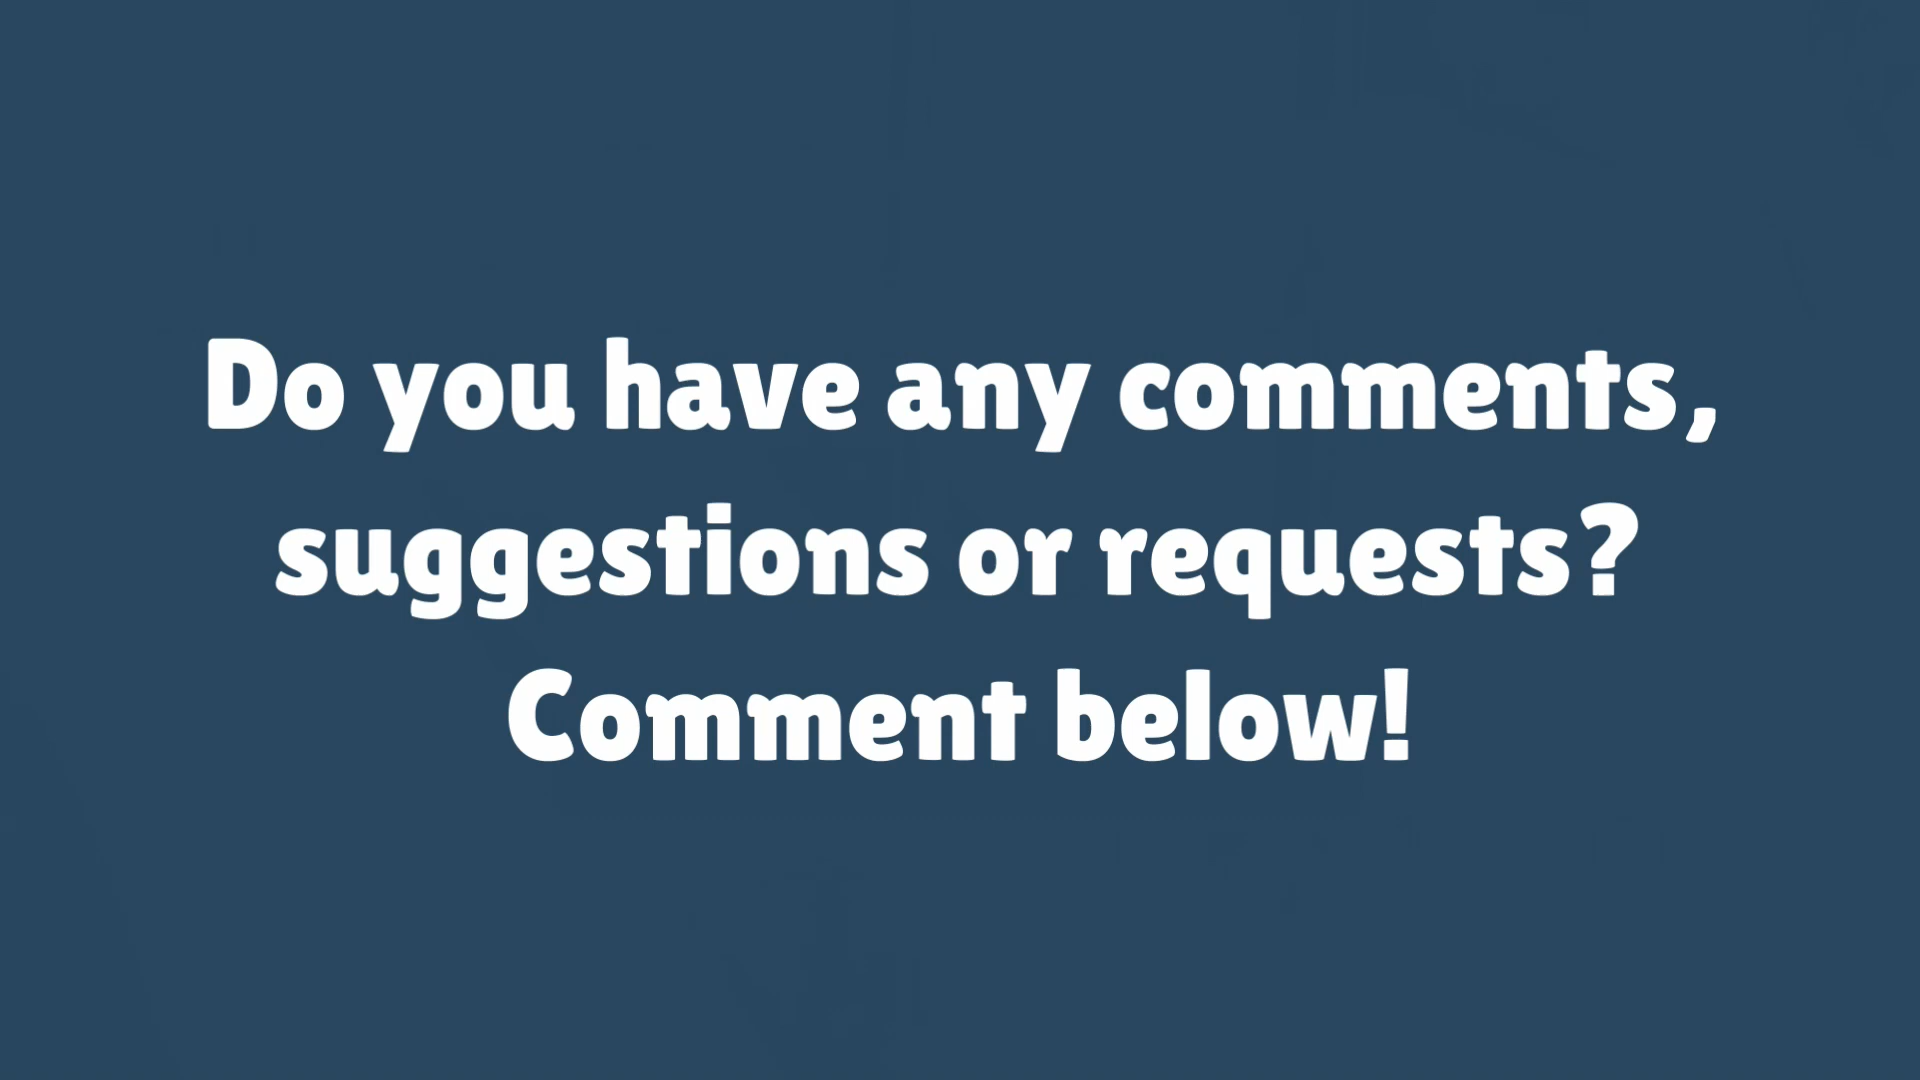 Do you have any comments,
suggestions or requests?
Comment below!